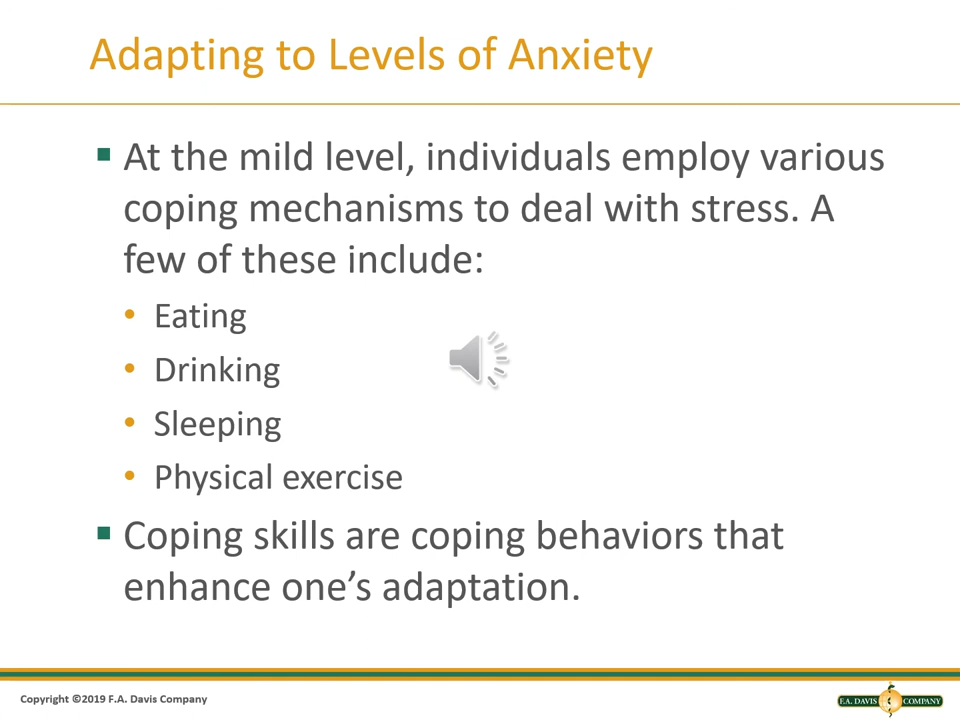 Adapting to Levels of Anxiety
▪ At the mild level, individuals employ various
coping mechanisms to deal with stress. A
few of these include:
• Eating
• Drinking
• Sleeping
• Physical exercise
▪ Coping skills are coping behaviors that
enhance one’s adaptation.
Copyright ©2019 F.A. Davis Company
F.A. DAVIS COMPANY